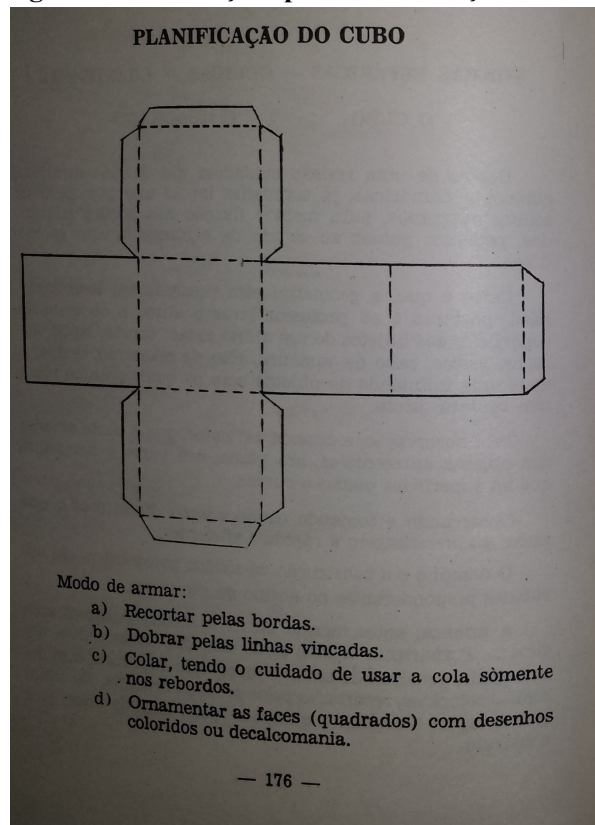 PLANIFICAÇÃO DO CUBO
Modo de armar:
a) Recortar pelas bordas.
b) Dobrar pelas linhas vincadas.
c) Colar, tendo o cuidado de usar a cola sòmente
nos rebordos.
d) Ornamentar as faces (quadrados) com desenhos
coloridos ou decalcomania.
— 176 —